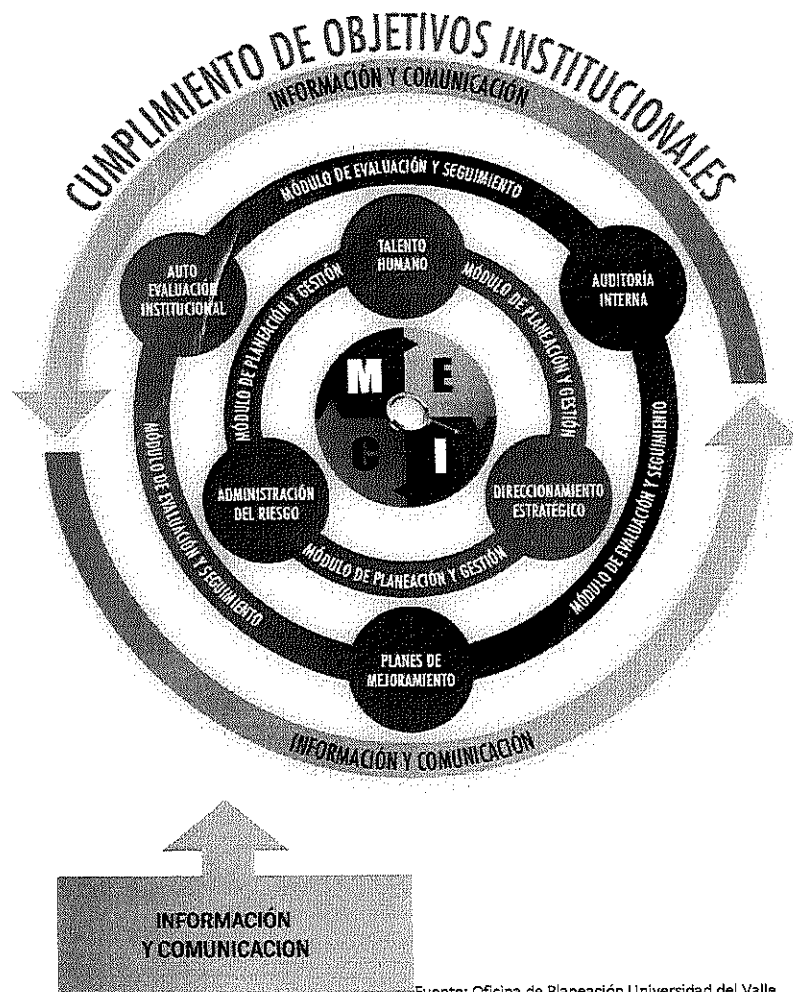 CUMPLIMIENTO DE OBJETIVOS INSTITUCIONALES
INFORMACIÓN Y COMUNICACIÓN
MÓDULO DE EVALUACIÓN Y SEGUIMIENTO
AUTO
EVALUACIÓN
INSTITUCIONAL
TALENTO
HUMANO
AUDITORÍA
INTERNA
MÓDULO DE PLANEACIÓN Y GESTIÓN
MÓDULO DE PLANEACIÓN Y GESTIÓN
M E
C I
ADMINISTRACIÓN
DEL RIESGO
DIRECCIONAMIENTO
ESTRATÉGICO
MÓDULO DE EVALUACIÓN Y SEGUIMIENTO
MÓDULO DE EVALUACIÓN Y SEGUIMIENTO
MÓDULO DE PLANEACIÓN Y GESTIÓN
PLANES DE
MEJORAMIENTO
INFORMACIÓN Y COMUNICACIÓN
INFORMACIÓN
Y COMUNICACION
Fuente: Oficina de Planeación Universidad del Valle